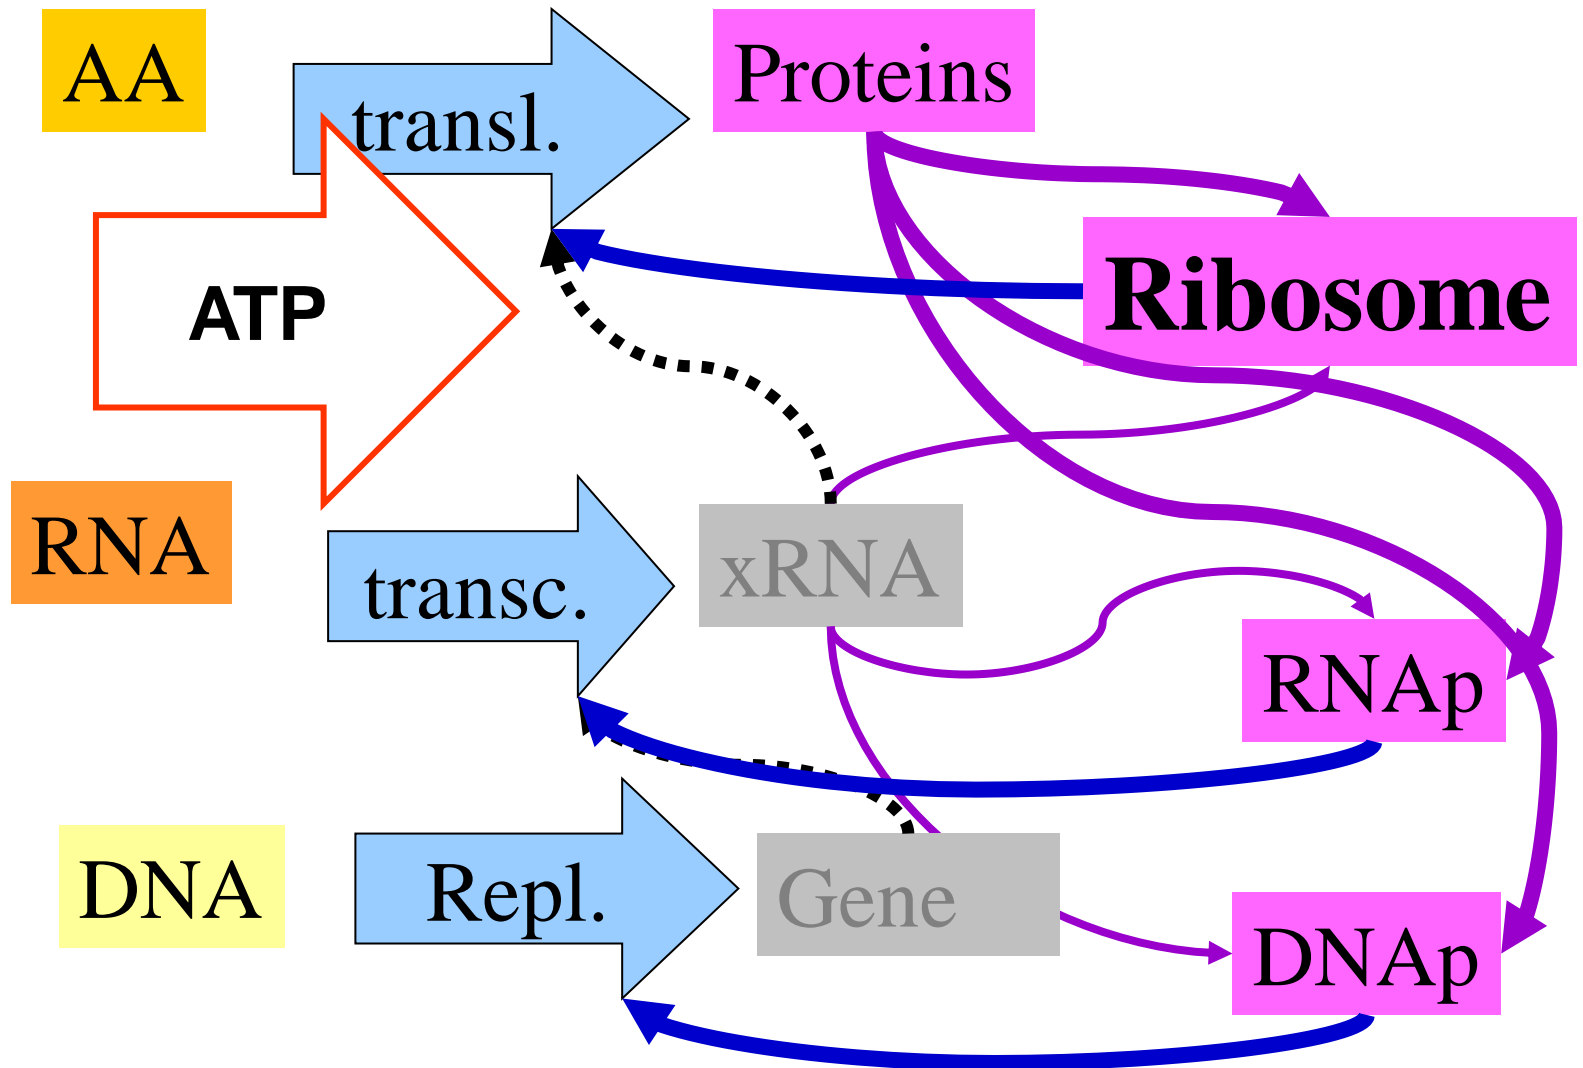 AA
transl.
Proteins
ATP
Ribosome
RNA
transc.
xRNA
RNAp
DNA
Repl.
Gene
DNAp